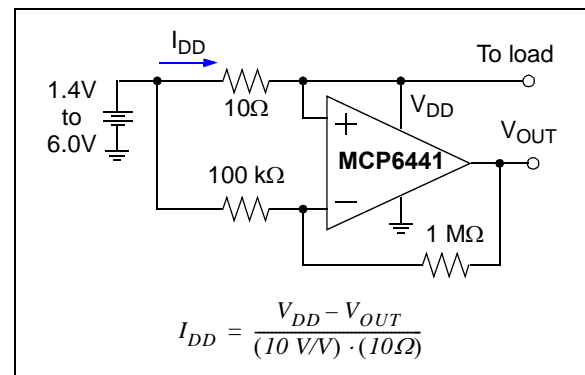 I_DD
To load
1.4V
to
6.0V
10Ω
V_DD
V_OUT
+
MCP6441
100 kΩ
−
1 MΩ
I_DD = (V_DD – V_OUT) / ((10 V/V) · (10Ω))